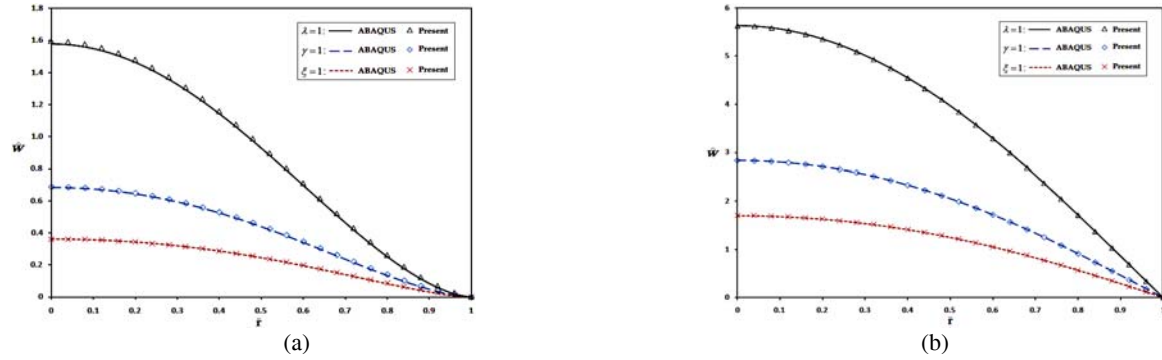 1.8
1.6
1.4
1.2
1.0
0.8
0.6
0.4
0.2
0
Ŵ
λ=1: ABAQUS Present
γ=1: ABAQUS Present
ξ=1: ABAQUS Present
0 0.1 0.2 0.3 0.4 0.5 0.6 0.7 0.8 0.9 1
r̄
(a)
6
5
4
3
2
1
0
Ŵ
λ=1: ABAQUS Present
γ=1: ABAQUS Present
ξ=1: ABAQUS Present
0 0.1 0.2 0.3 0.4 0.5 0.6 0.7 0.8 0.9 1
r̄
(b)